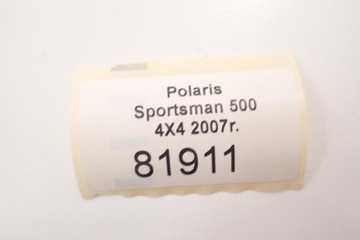 Polaris
Sportsman 500
4X4 2007r.
81911